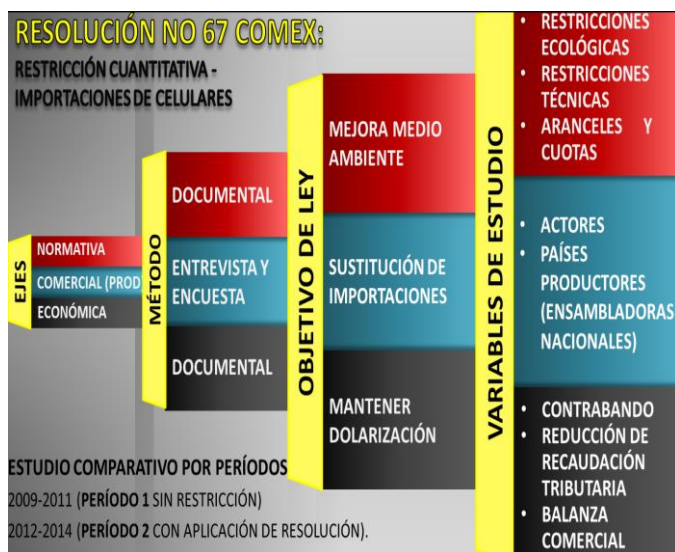 RESOLUCIÓN NO 67 COMEX:
RESTRICCIÓN CUANTITATIVA -
IMPORTACIONES DE CELULARES
EJES
NORMATIVA
COMERCIAL (PROD)
ECONÓMICA
MÉTODO
DOCUMENTAL
ENTREVISTA Y
ENCUESTA
DOCUMENTAL
OBJETIVO DE LEY
MEJORA MEDIO
AMBIENTE
SUSTITUCIÓN DE
IMPORTACIONES
MANTENER
DOLARIZACIÓN
VARIABLES DE ESTUDIO
• RESTRICCIONES
ECOLÓGICAS
• RESTRICCIONES
TÉCNICAS
• ARANCELES Y
CUOTAS
• ACTORES
• PAÍSES
PRODUCTORES
(ENSAMBLADORAS
NACIONALES)
• CONTRABANDO
• REDUCCIÓN DE
RECAUDACIÓN
TRIBUTARIA
• BALANZA
COMERCIAL
ESTUDIO COMPARATIVO POR PERÍODOS
2009-2011 (PERÍODO 1 SIN RESTRICCIÓN)
2012-2014 (PERÍODO 2 CON APLICACIÓN DE RESOLUCIÓN).